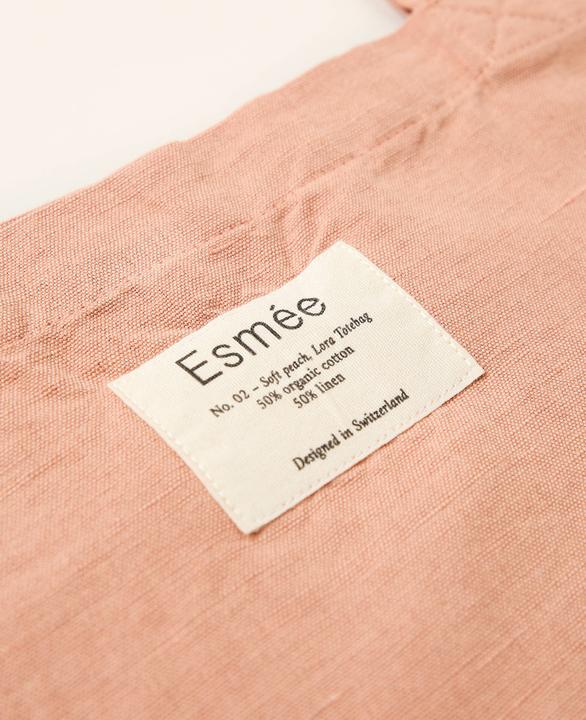 Esmée
No. 02 – Soft peach, Lora Totebag
50% organic cotton
50% linen
Designed in Switzerland